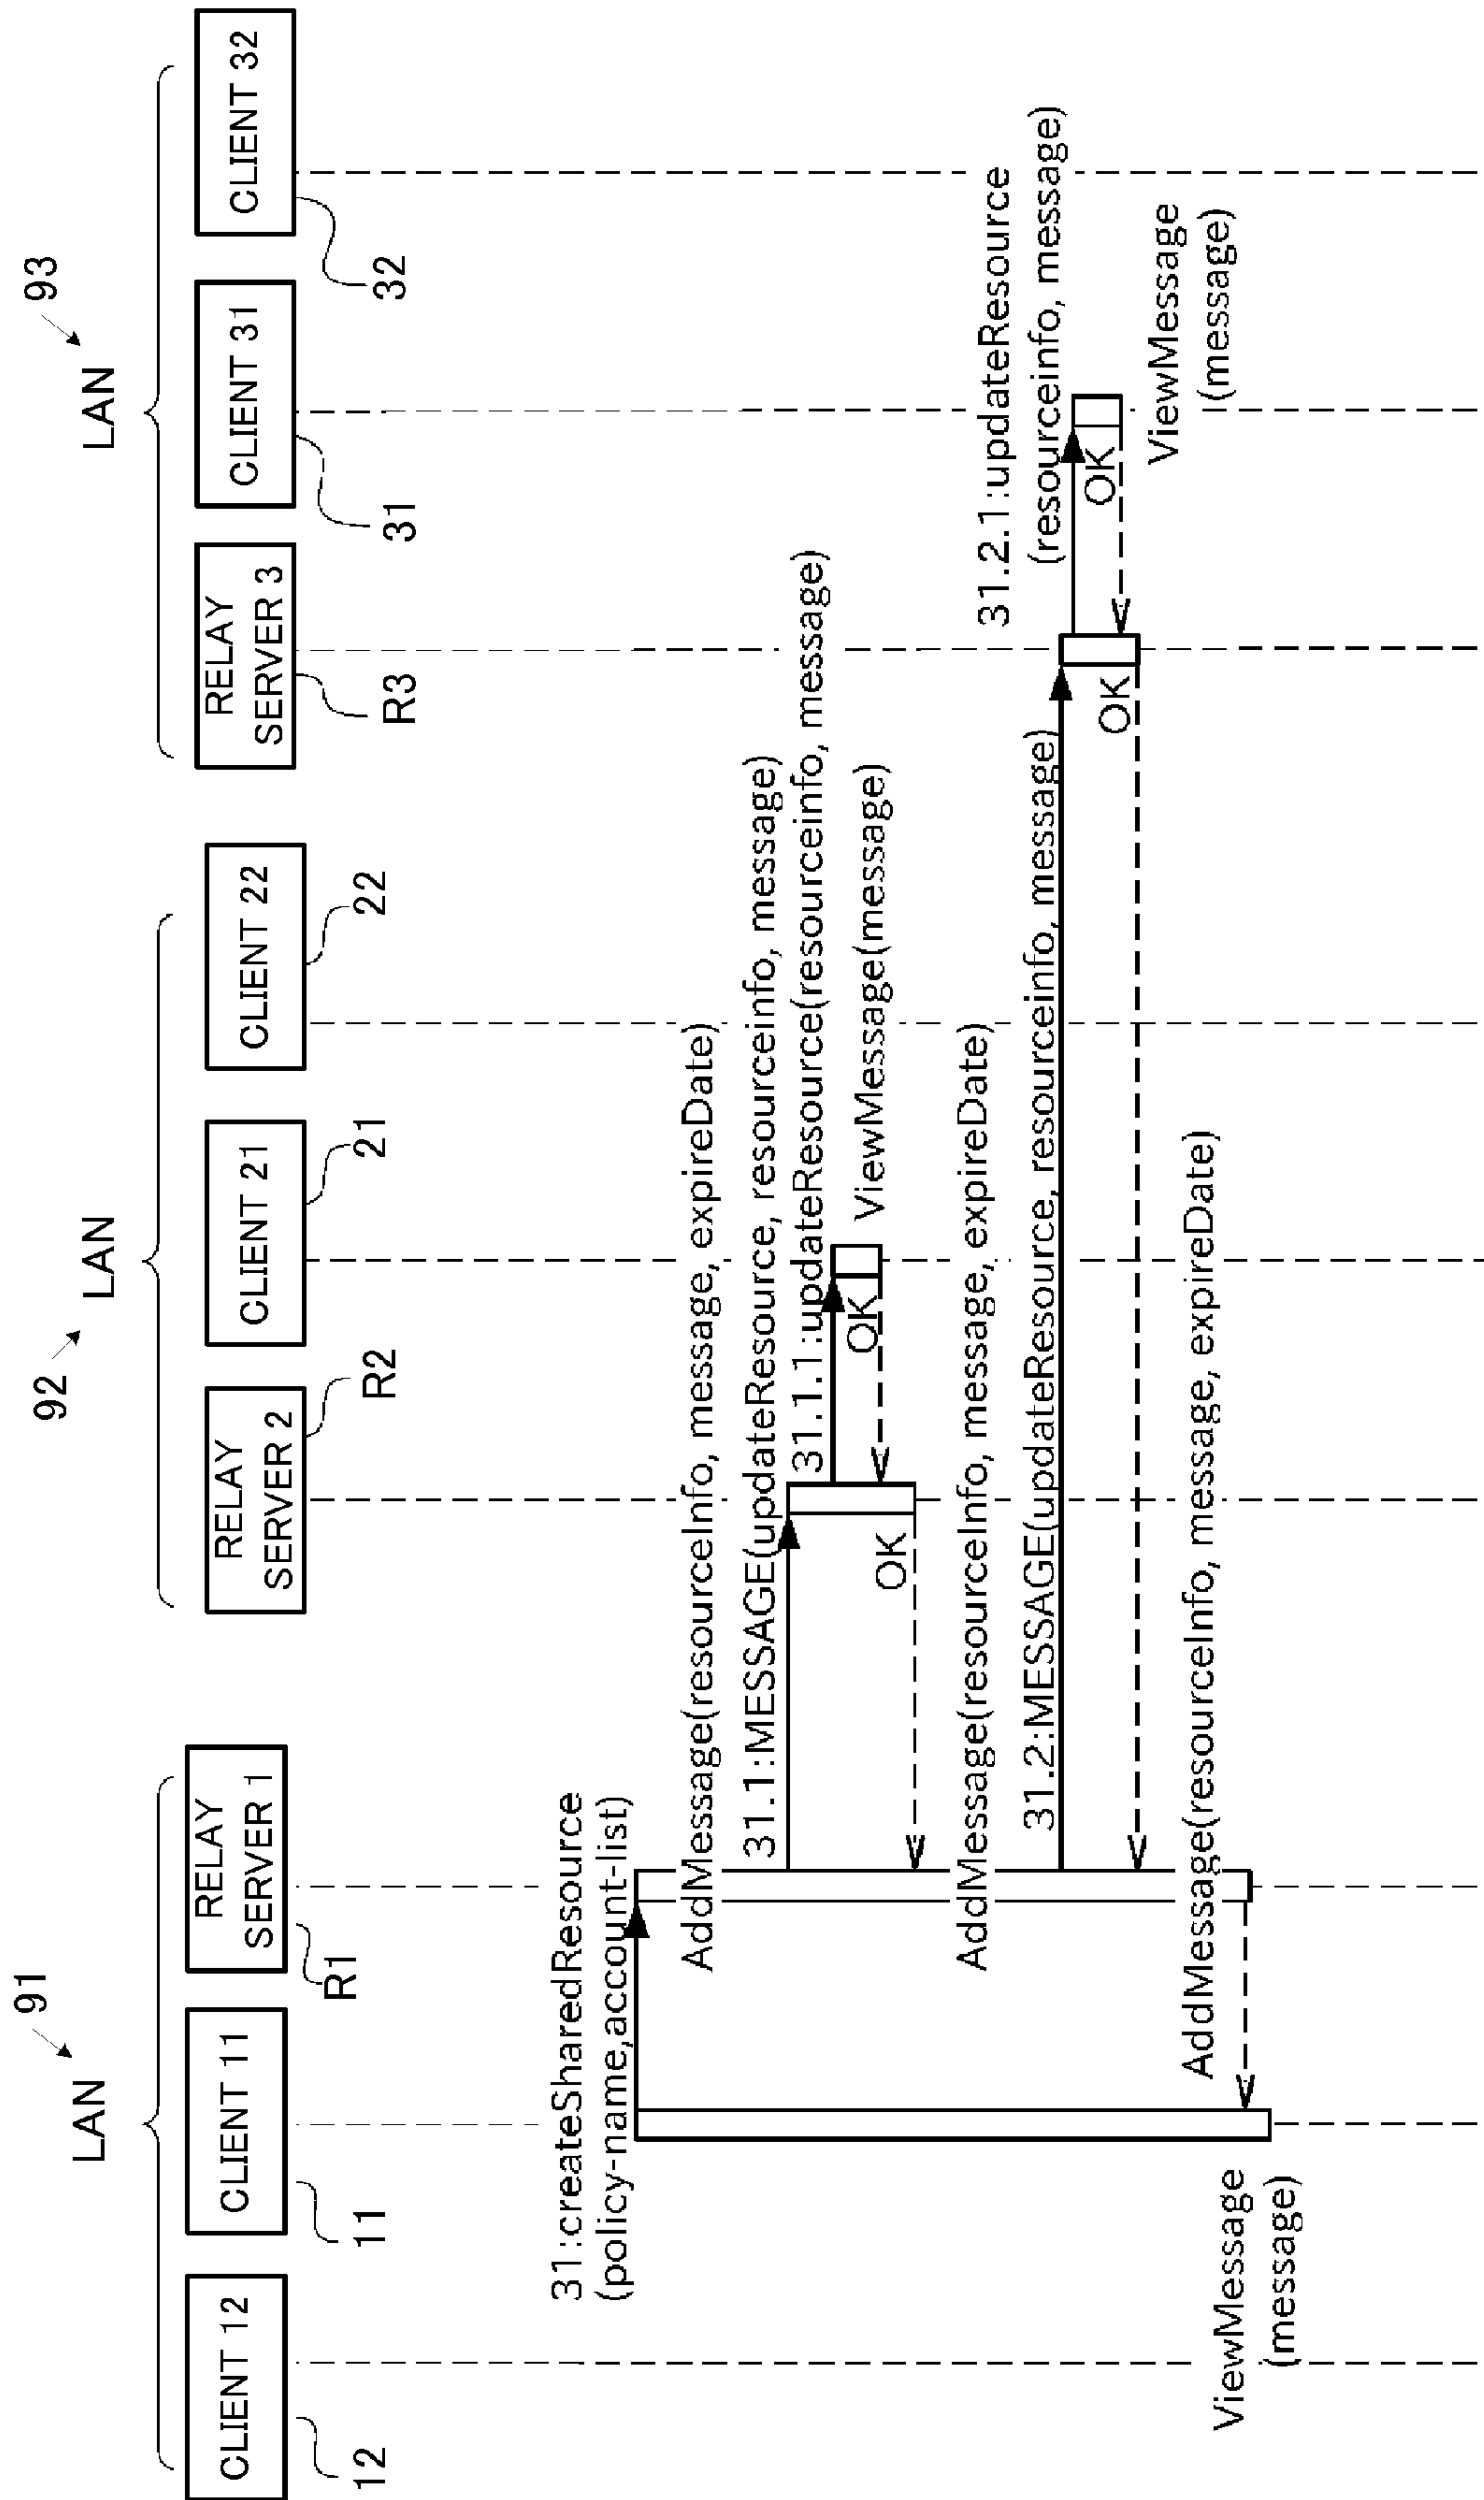 91
LAN
92
LAN
93
LAN
CLIENT 12
CLIENT 11
RELAY
SERVER 1
RELAY
SERVER 2
CLIENT 21
CLIENT 22
RELAY
SERVER 3
CLIENT 31
CLIENT 32
12
11
R1
R2
21
22
R3
31
32
31:createSharedResource
(policy-name,account-list)
AddMessage(resourceInfo, message, expireDate)
31.1:MESSAGE(updateResource, resourceinfo, message)
31.1.1:updateResource(resourceinfo, message)
OK
ViewMessage(message)
OK
AddMessage(resourceInfo, message, expireDate)
31.2:MESSAGE(updateResource, resourceinfo, message)
31.2.1:updateResource
(resourceinfo, message)
OK
OK
ViewMessage
(message)
AddMessage(resourceInfo, message, expireDate)
ViewMessage
(message)